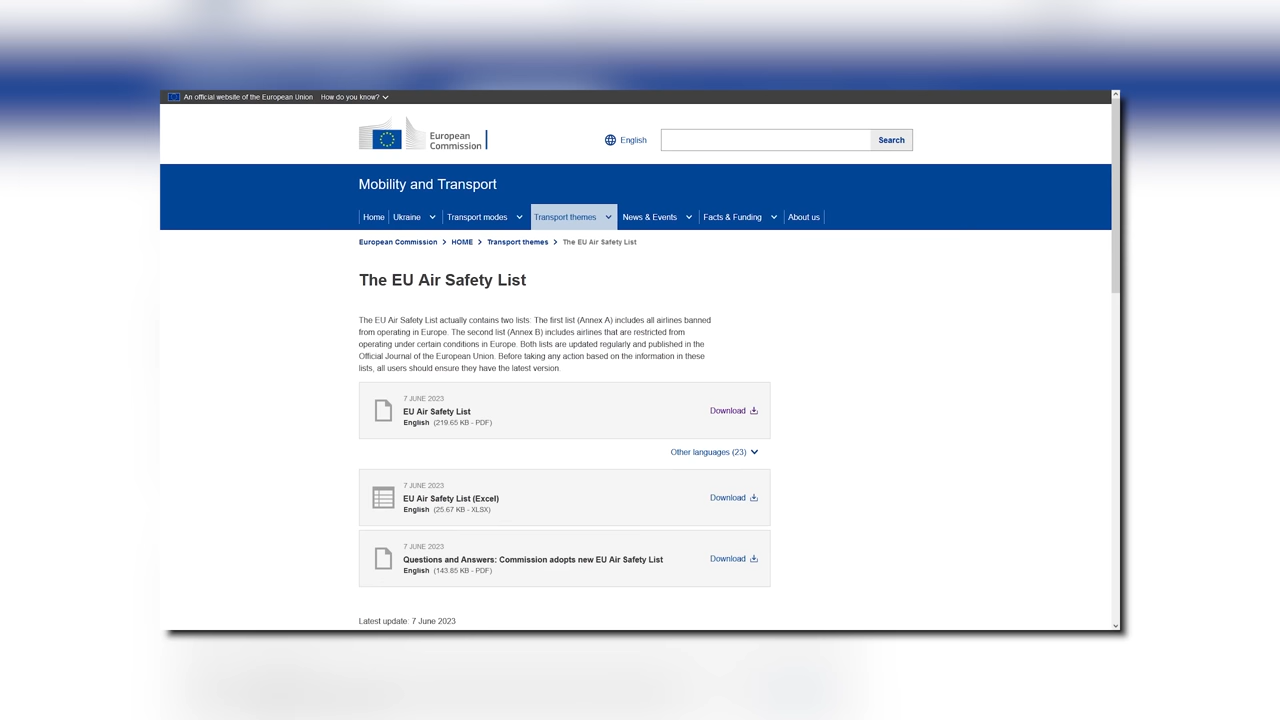 An official website of the European Union How do you know?
European
Commission
English
Search
Mobility and Transport
Home Ukraine Transport modes Transport themes News & Events Facts & Funding About us
European Commission HOME Transport themes The EU Air Safety List
The EU Air Safety List
The EU Air Safety List actually contains two lists: The first list (Annex A) includes all airlines banned
from operating in Europe. The second list (Annex B) includes airlines that are restricted from
operating under certain conditions in Europe. Both lists are updated regularly and published in the
Official Journal of the European Union. Before taking any action based on the information in these
lists, all users should ensure they have the latest version.
7 JUNE 2023
EU Air Safety List
English (219.65 KB - PDF)
Download
Other languages (23)
7 JUNE 2023
EU Air Safety List (Excel)
English (25.67 KB - XLSX)
Download
7 JUNE 2023
Questions and Answers: Commission adopts new EU Air Safety List
English (143.85 KB - PDF)
Download
Latest update: 7 June 2023